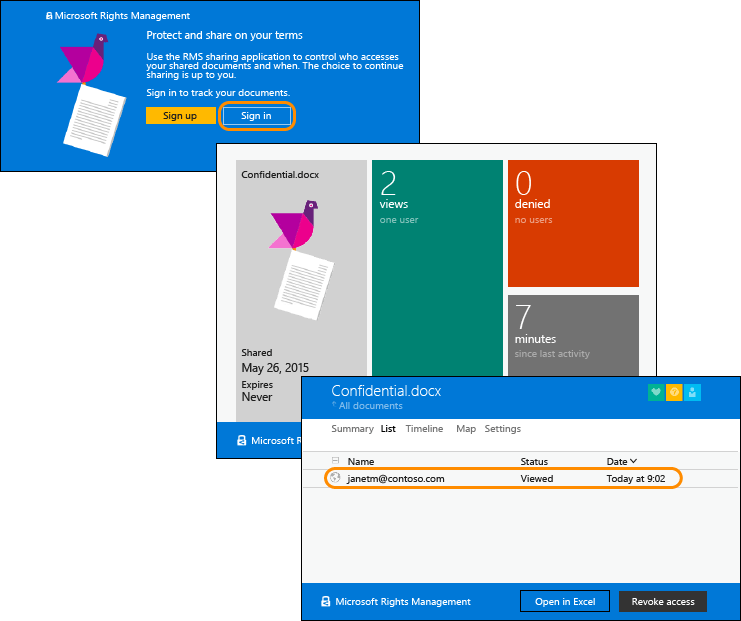 Microsoft Rights Management
Protect and share on your terms
Use the RMS sharing application to control who accesses
your shared documents and when. The choice to continue
sharing is up to you.
Sign in to track your documents.
Sign up
Sign in
Confidential.docx
Shared
May 26, 2015
Expires
Never
2
views
one user
0
denied
no users
7
minutes
since last activity
Microsoft R
Confidential.docx
↑ All documents
Summary List Timeline Map Settings
Name Status Date
janetm@contoso.com Viewed Today at 9:02
Microsoft Rights Management
Open in Excel
Revoke access